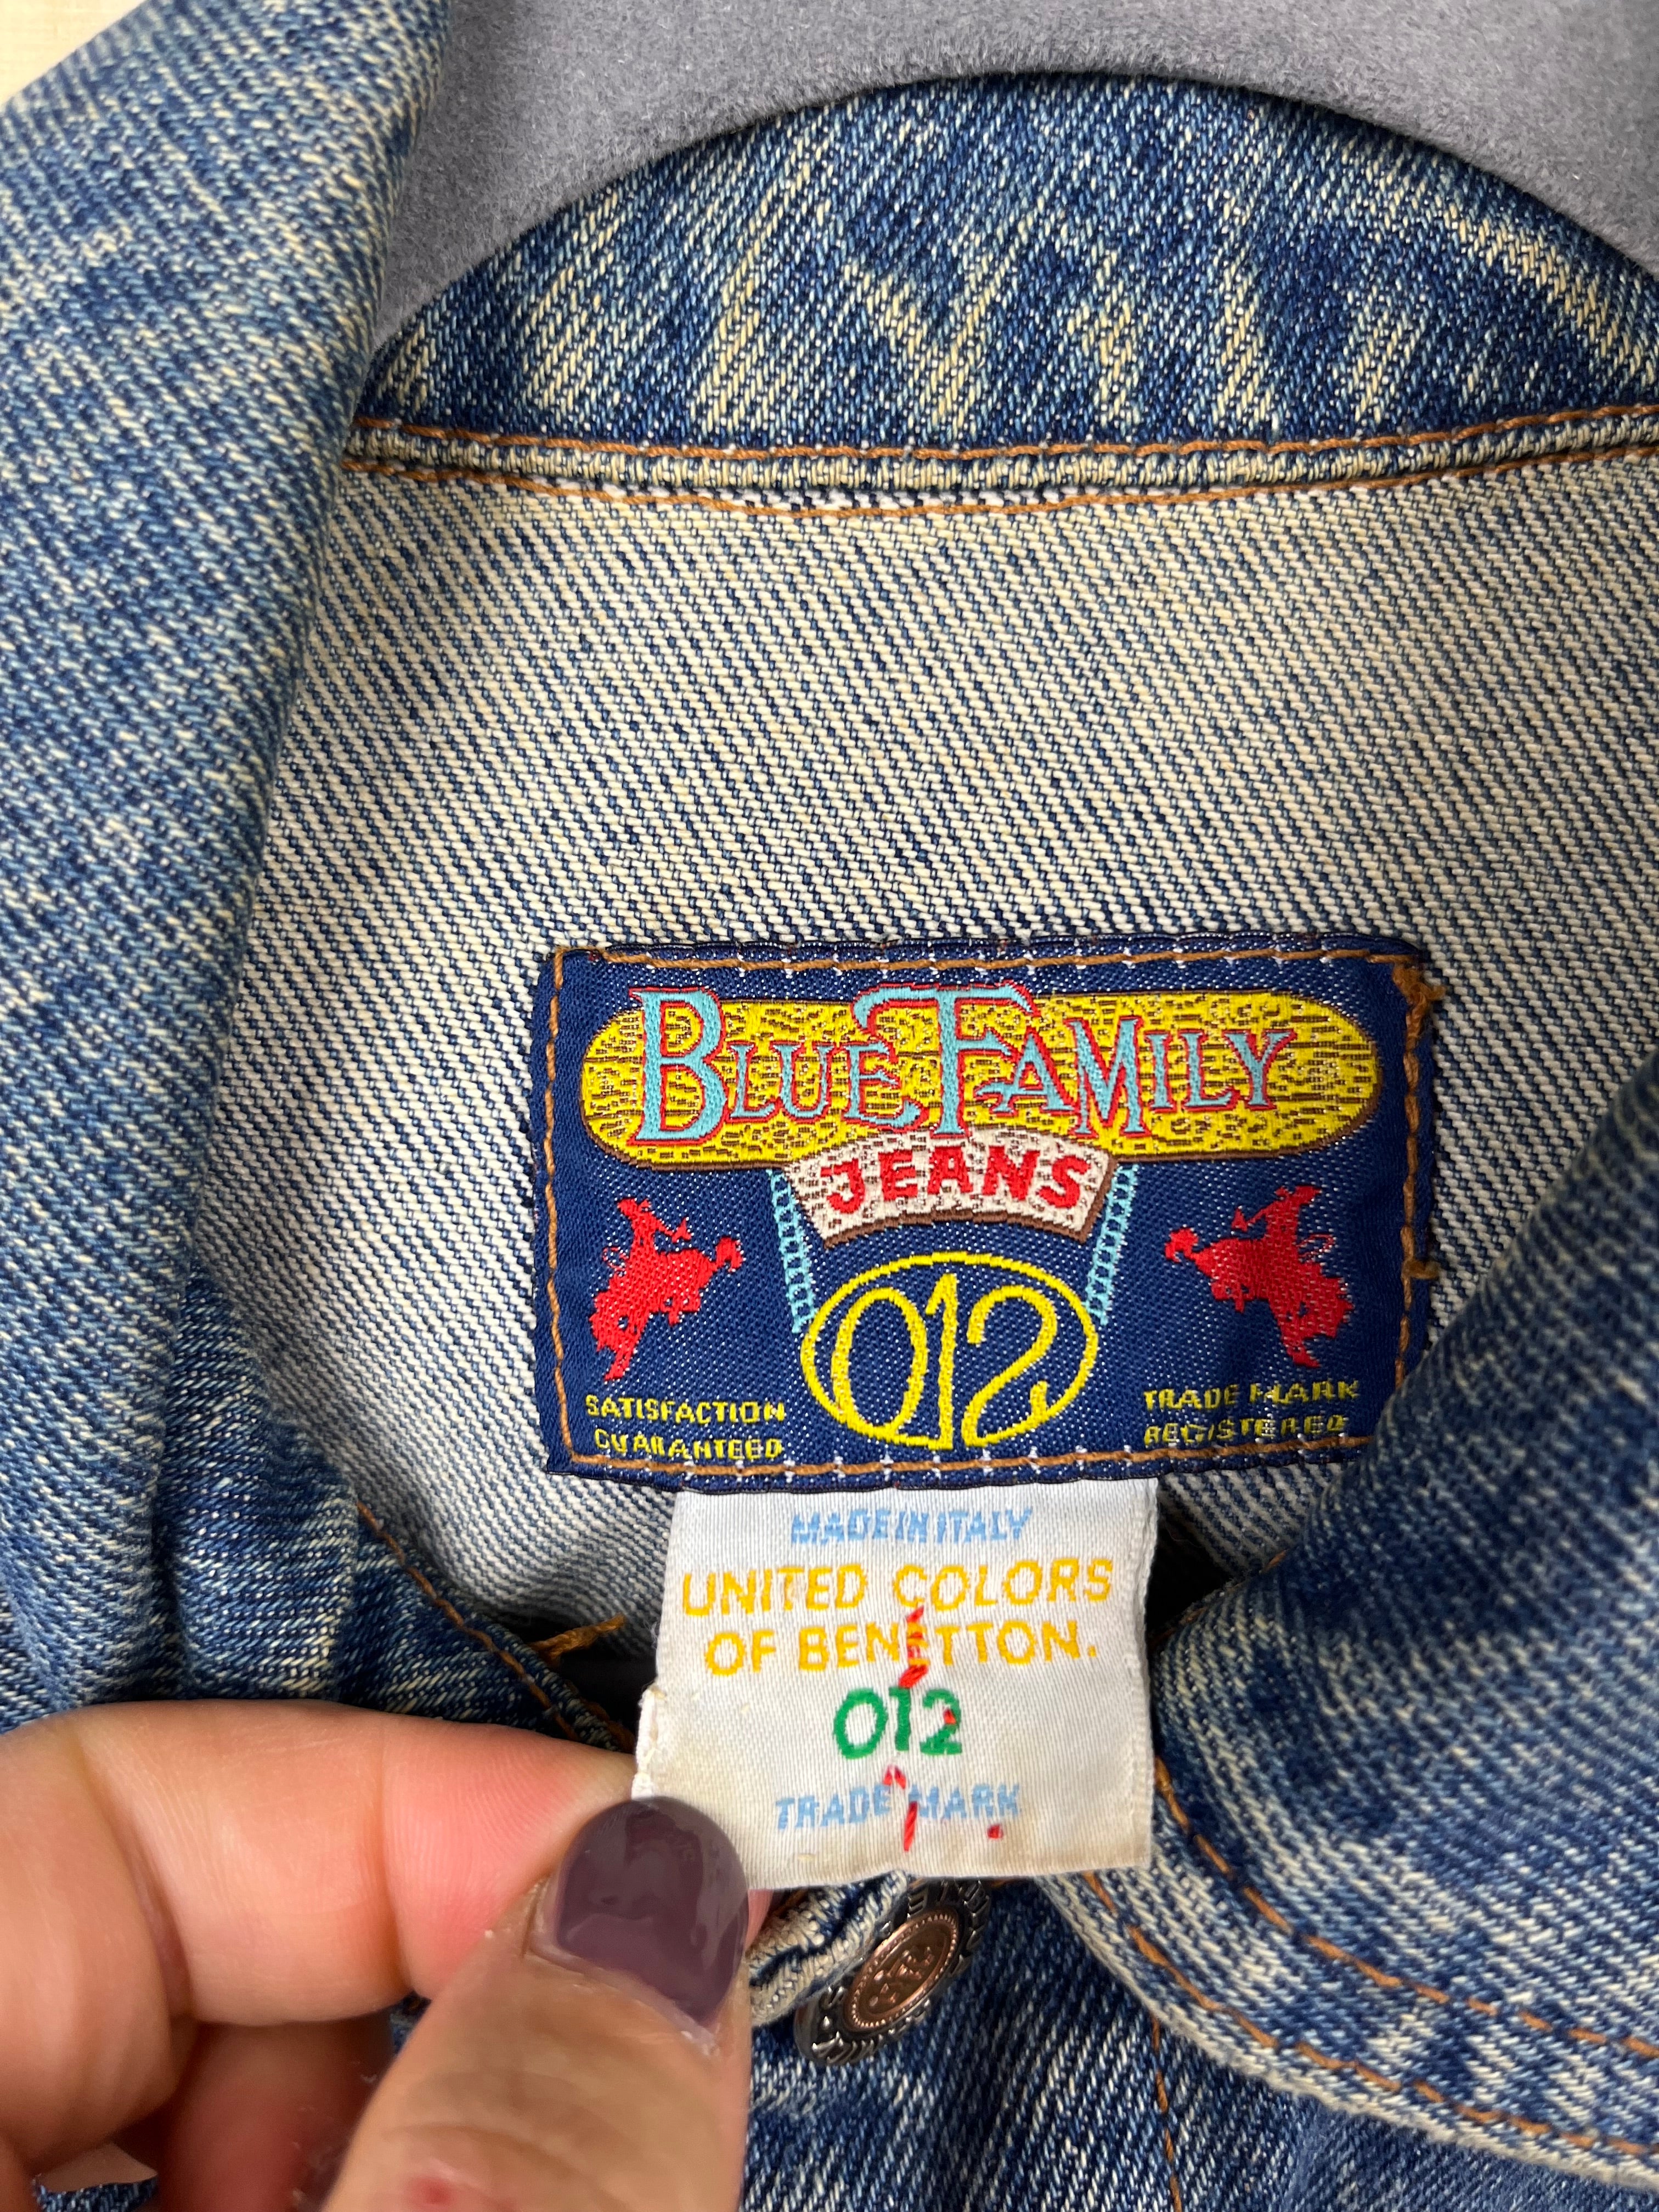 BLUE FAMILY
JEANS
012
SATISFACTION
GUARANTEED
TRADE MARK
REGISTERED
MADE IN ITALY
UNITED COLORS
OF BENETTON.
012
TRADE MARK